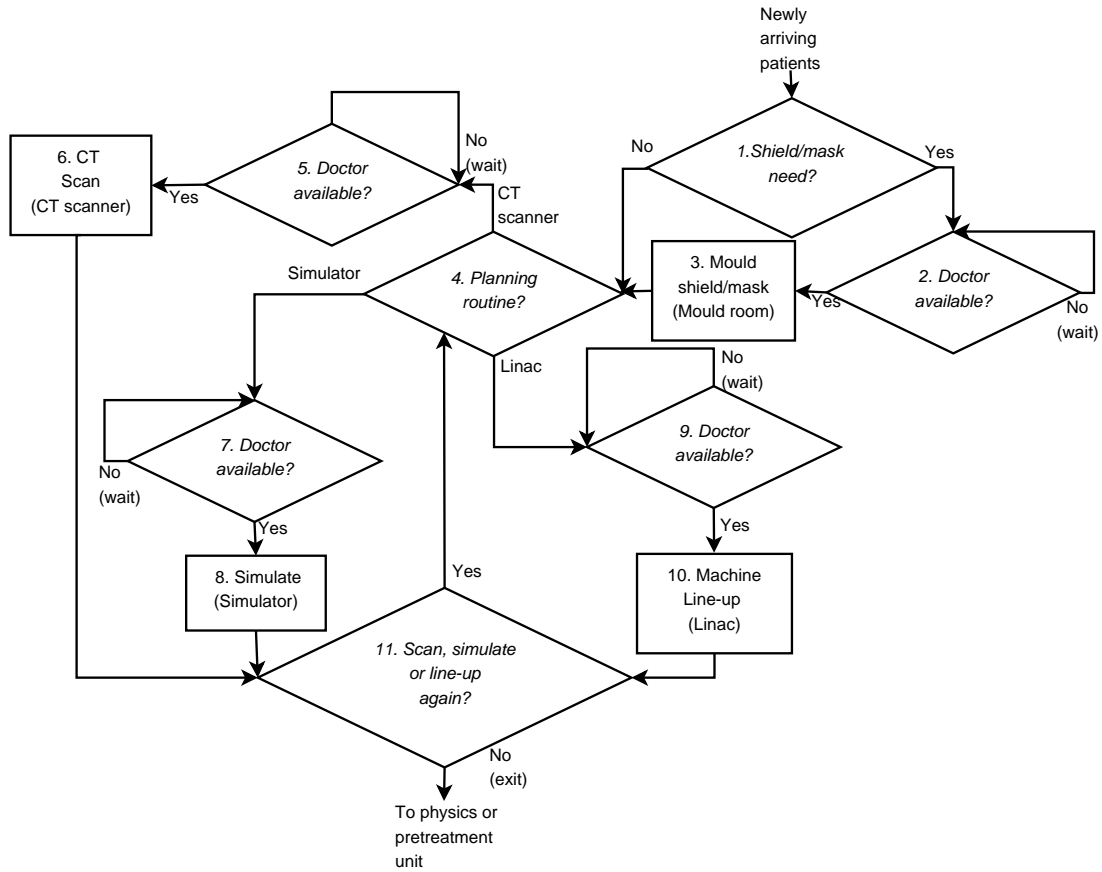 Newly
arriving
patients
1.Shield/mask
need?
No
Yes
2. Doctor
available?
No
(wait)
Yes
3. Mould
shield/mask
(Mould room)
4. Planning
routine?
CT
scanner
Simulator
Linac
5. Doctor
available?
No
(wait)
Yes
6. CT
Scan
(CT scanner)
7. Doctor
available?
No
(wait)
Yes
8. Simulate
(Simulator)
9. Doctor
available?
No
(wait)
Yes
10. Machine
Line-up
(Linac)
11. Scan, simulate
or line-up
again?
Yes
No
(exit)
To physics or
pretreatment
unit